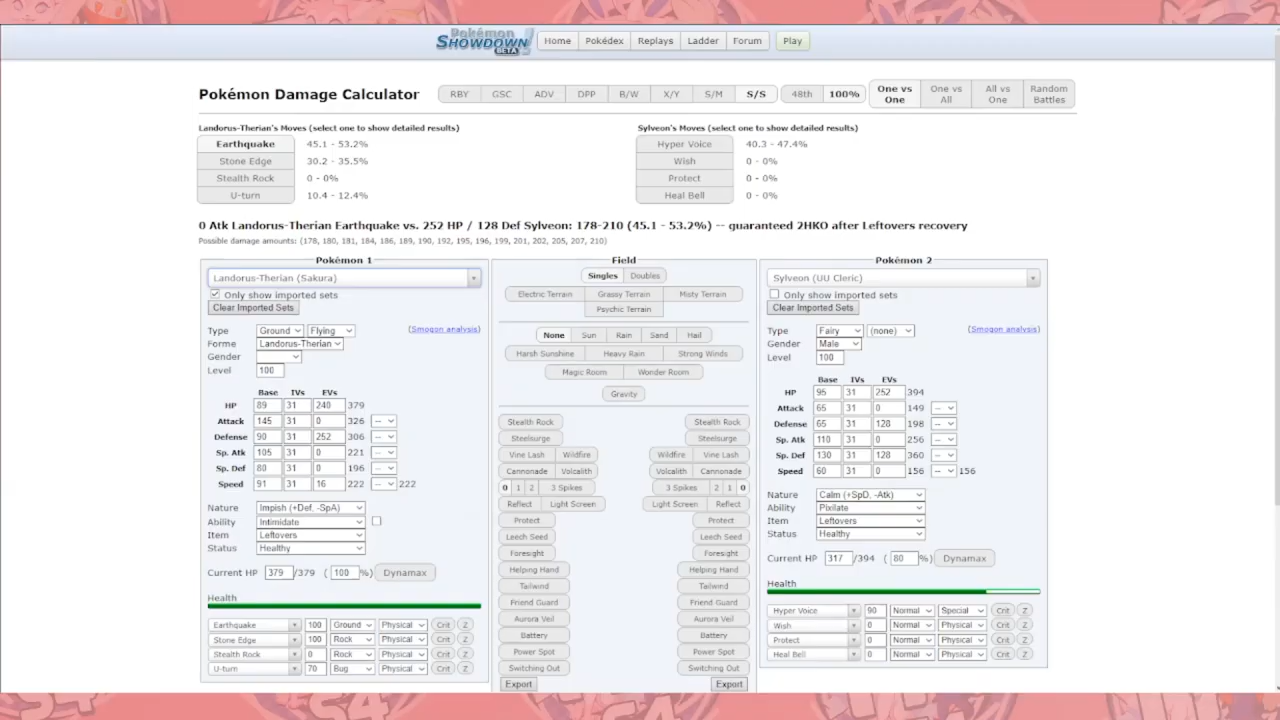 Pokémon
SHOWDOWN!
BETA
Home Pokédex Replays Ladder Forum Play
Pokémon Damage Calculator
RBY GSC ADV DPP B/W X/Y S/M S/S 48th 100%
One vs One
One vs All
All vs One
Random Battles
Landorus-Therian's Moves (select one to show detailed results)
Earthquake 45.1 - 53.2%
Stone Edge 30.2 - 35.5%
Stealth Rock 0 - 0%
U-turn 10.4 - 12.4%
Sylveon's Moves (select one to show detailed results)
Hyper Voice 40.3 - 47.4%
Wish 0 - 0%
Protect 0 - 0%
Heal Bell 0 - 0%
0 Atk Landorus-Therian Earthquake vs. 252 HP / 128 Def Sylveon: 178-210 (45.1 - 53.2%) -- guaranteed 2HKO after Leftovers recovery
Possible damage amounts: (178, 180, 181, 184, 186, 189, 190, 192, 195, 196, 199, 201, 202, 205, 207, 210)
Pokémon 1
Landorus-Therian (Sakura)
Only show imported sets
Clear Imported Sets
Type Ground Flying (Smogon analysis)
Forme Landorus-Therian
Gender
Level 100
Base IVs EVs
HP 89 31 240 379
Attack 145 31 0 326 --
Defense 90 31 252 306 --
Sp. Atk 105 31 0 221 --
Sp. Def 80 31 0 196 --
Speed 91 31 16 222 -- 222
Nature Impish (+Def, -SpA)
Ability Intimidate
Item Leftovers
Status Healthy
Current HP 379 /379 ( 100 %) Dynamax
Health
Earthquake 100 Ground Physical Crit Z
Stone Edge 100 Rock Physical Crit Z
Stealth Rock 0 Rock Physical Crit Z
U-turn 70 Bug Physical Crit Z
Field
Singles Doubles
Electric Terrain Grassy Terrain Misty Terrain
Psychic Terrain
None Sun Rain Sand Hail
Harsh Sunshine Heavy Rain Strong Winds
Magic Room Wonder Room
Gravity
Stealth Rock Stealth Rock
Steelsurge Steelsurge
Vine Lash Wildfire Wildfire Vine Lash
Cannonade Volcalith Volcalith Cannonade
0 1 2 3 Spikes 3 Spikes 2 1 0
Reflect Light Screen Light Screen Reflect
Protect Protect
Leech Seed Leech Seed
Foresight Foresight
Helping Hand Helping Hand
Tailwind Tailwind
Friend Guard Friend Guard
Aurora Veil Aurora Veil
Battery Battery
Power Spot Power Spot
Switching Out Switching Out
Export Export
Pokémon 2
Sylveon (UU Cleric)
Only show imported sets
Clear Imported Sets
Type Fairy (none) (Smogon analysis)
Gender Male
Level 100
Base IVs EVs
HP 95 31 252 394
Attack 65 31 0 149 --
Defense 65 31 128 198 --
Sp. Atk 110 31 0 256 --
Sp. Def 130 31 128 360 --
Speed 60 31 0 156 -- 156
Nature Calm (+SpD, -Atk)
Ability Pixilate
Item Leftovers
Status Healthy
Current HP 317 /394 ( 80 %) Dynamax
Health
Hyper Voice 90 Normal Special Crit Z
Wish 0 Normal Physical Crit Z
Protect 0 Normal Physical Crit Z
Heal Bell 0 Normal Physical Crit Z